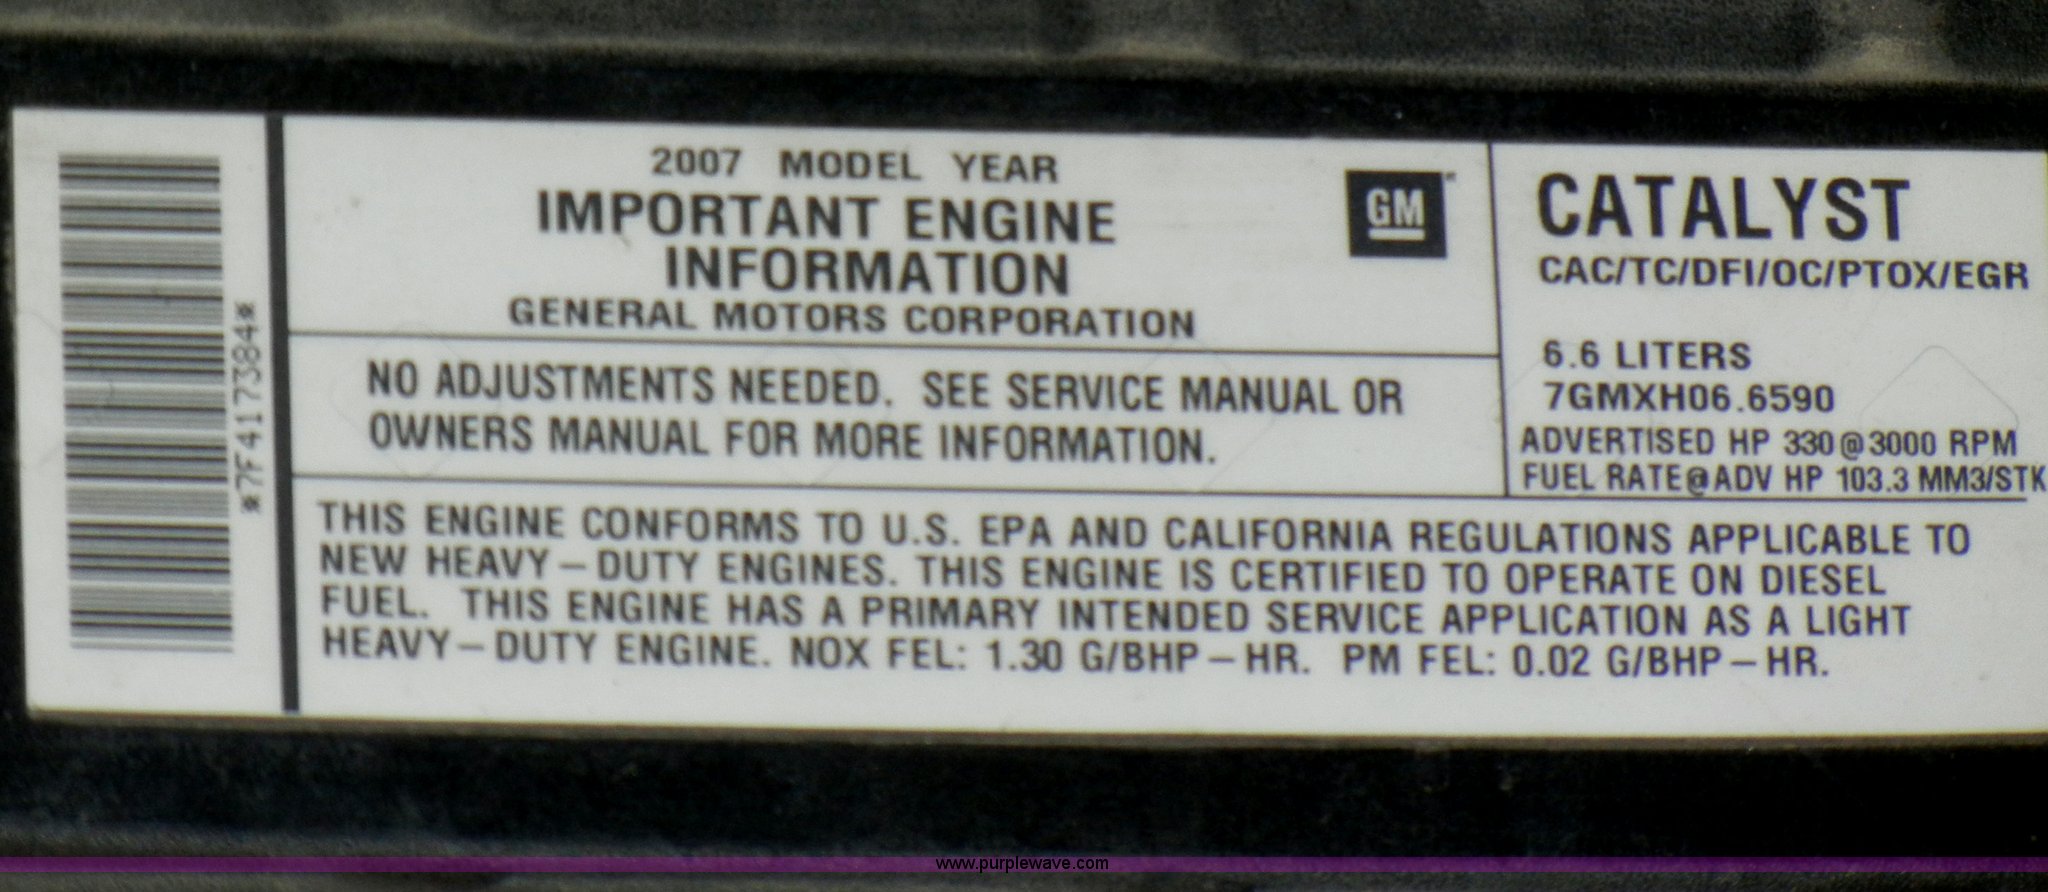 *7F417384*
2007 MODEL YEAR
IMPORTANT ENGINE
INFORMATION
GENERAL MOTORS CORPORATION
GM
NO ADJUSTMENTS NEEDED. SEE SERVICE MANUAL OR
OWNERS MANUAL FOR MORE INFORMATION.
CATALYST
CAC/TC/DFI/OC/PTOX/EGR
6.6 LITERS
7GMXH06.6590
ADVERTISED HP 330@3000 RPM
FUEL RATE@ADV HP 103.3 MM3/STK
THIS ENGINE CONFORMS TO U.S. EPA AND CALIFORNIA REGULATIONS APPLICABLE TO
NEW HEAVY–DUTY ENGINES. THIS ENGINE IS CERTIFIED TO OPERATE ON DIESEL
FUEL. THIS ENGINE HAS A PRIMARY INTENDED SERVICE APPLICATION AS A LIGHT
HEAVY–DUTY ENGINE. NOX FEL: 1.30 G/BHP–HR. PM FEL: 0.02 G/BHP–HR.
www.purplewave.com